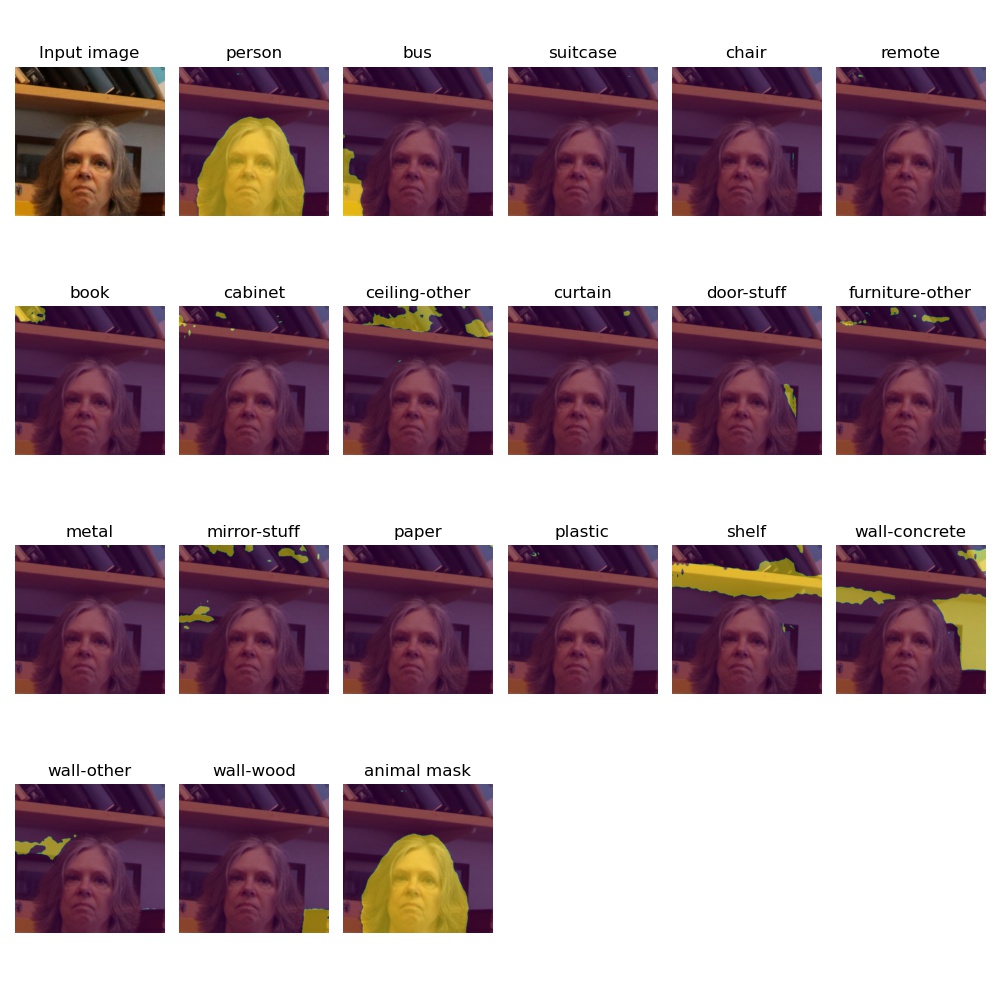 Input image person bus suitcase chair remote
book cabinet ceiling-other curtain door-stuff furniture-other
metal mirror-stuff paper plastic shelf wall-concrete
wall-other wall-wood animal mask